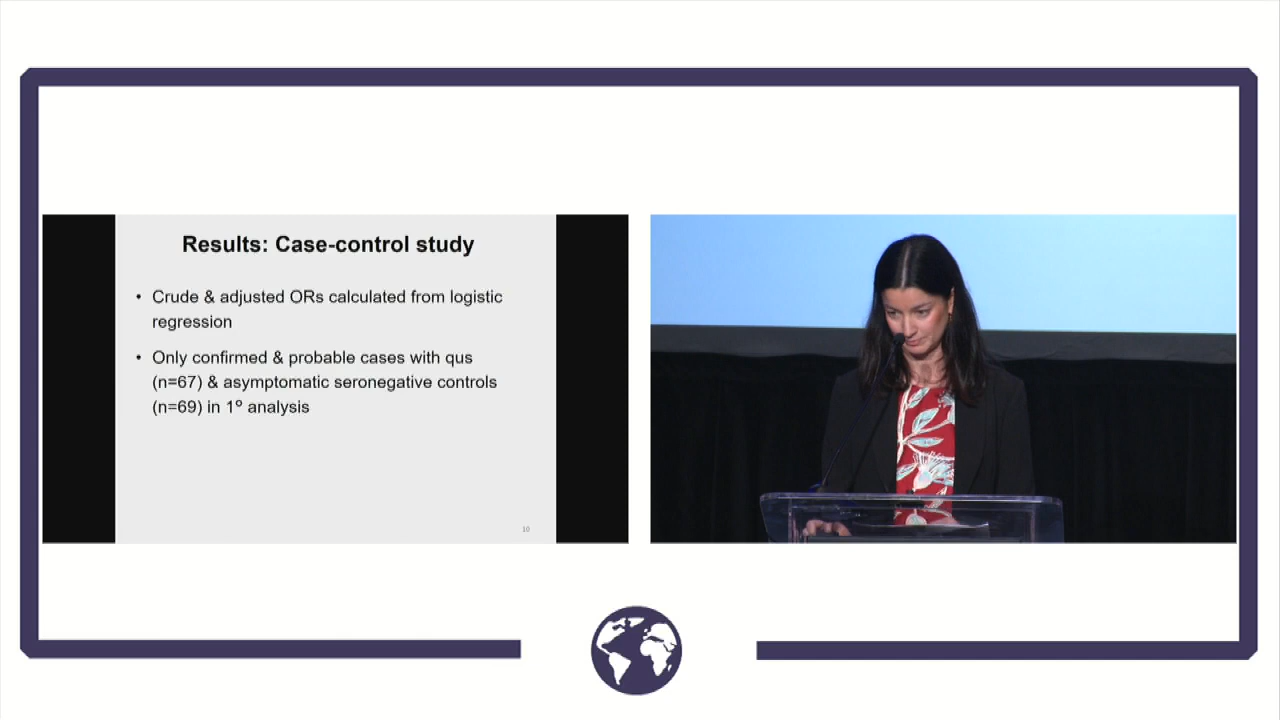 Results: Case-control study
• Crude & adjusted ORs calculated from logistic
regression
• Only confirmed & probable cases with qus
(n=67) & asymptomatic seronegative controls
(n=69) in 1° analysis
10